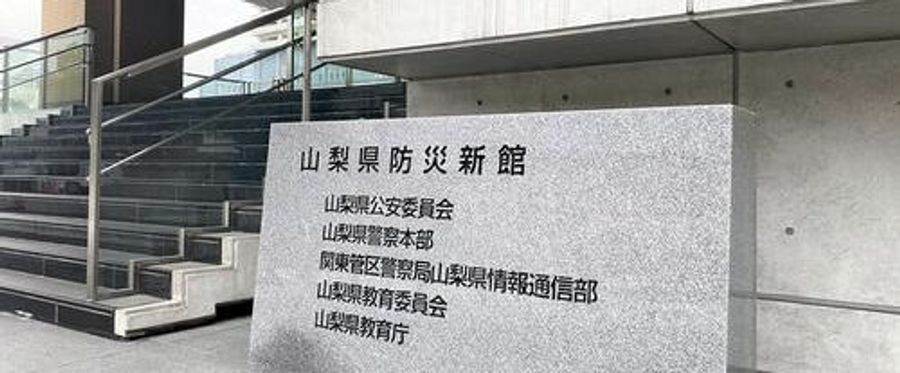 山梨県防災新館
山梨県公安委員会
山梨県警察本部
関東管区警察局山梨県情報通信部
山梨県教育委員会
山梨県教育庁